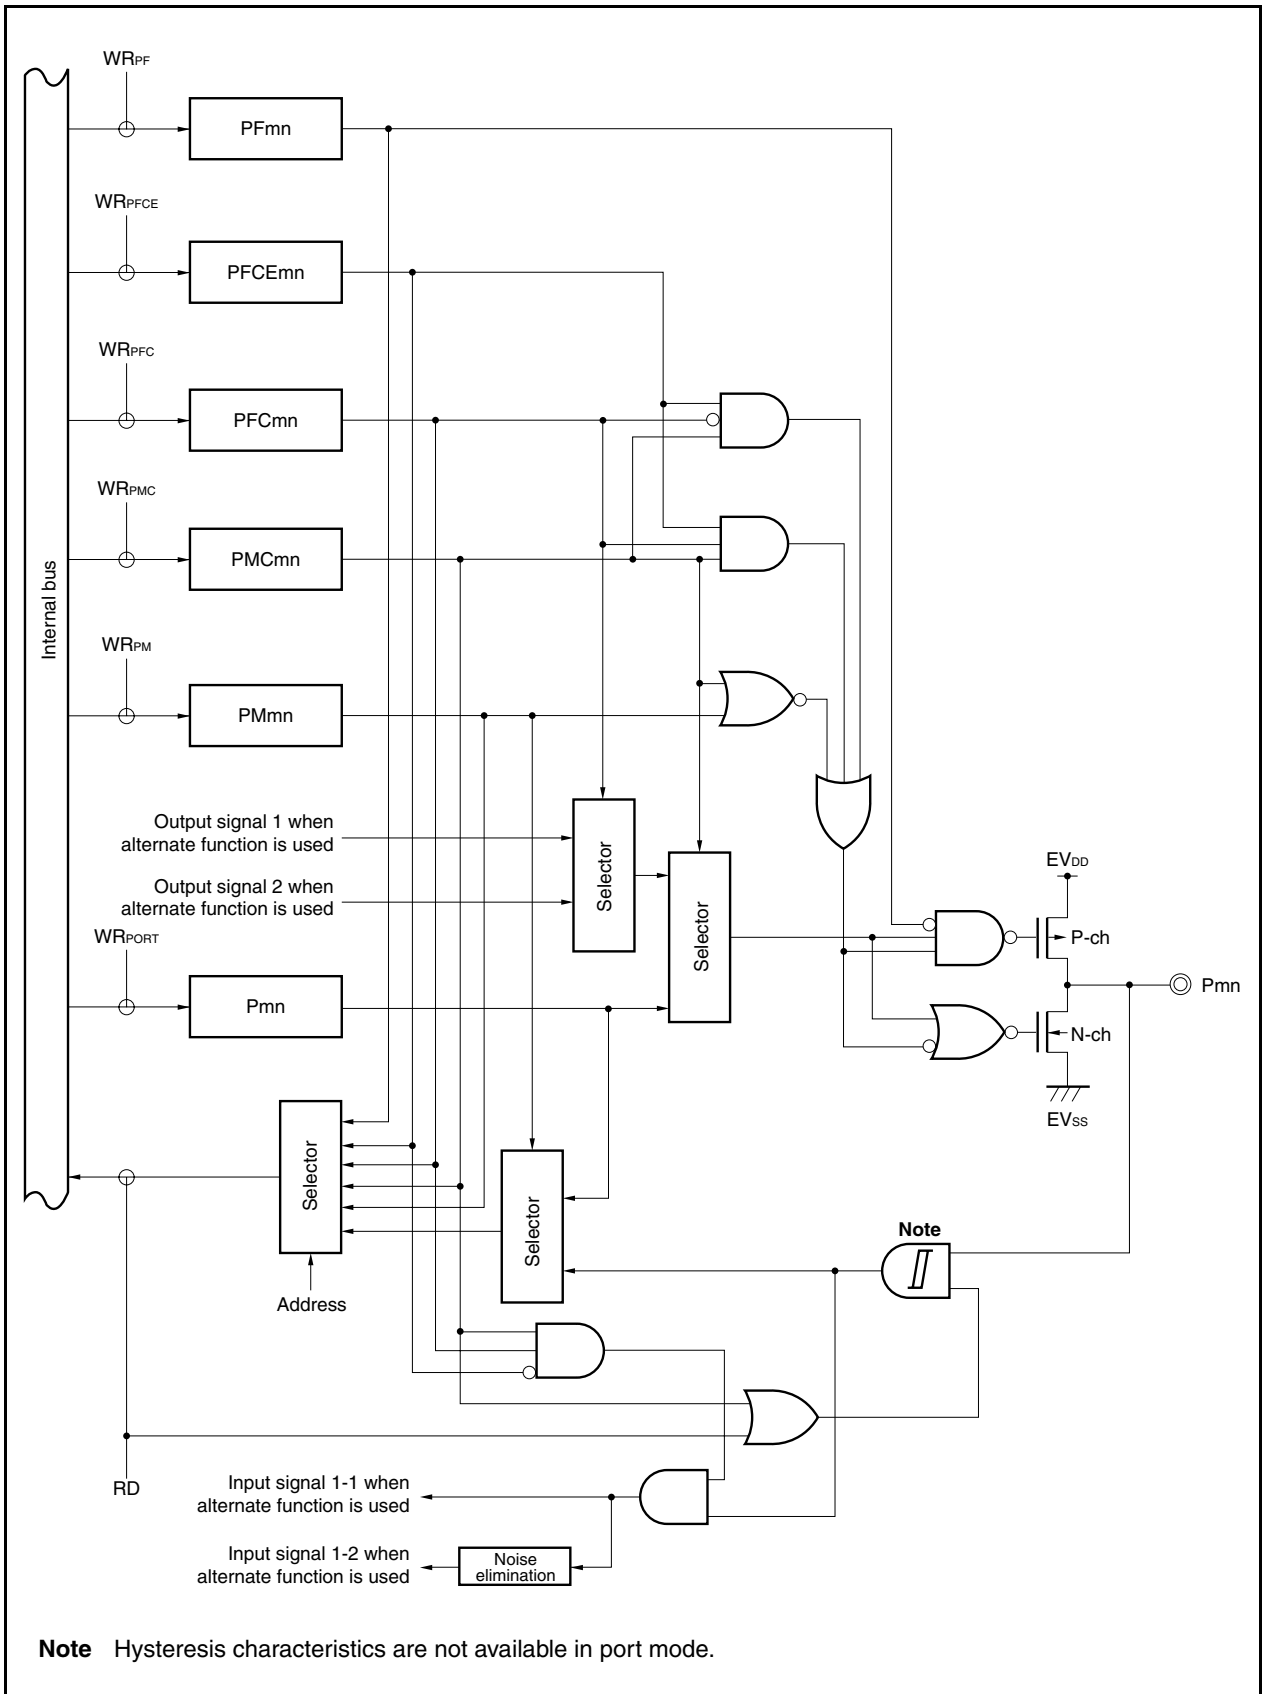 WRPF
PFmn
WRPFCE
PFCEmn
WRPFC
PFCmn
WRPMC
PMCmn
Internal bus
WRPM
PMmn
Output signal 1 when
alternate function is used
Output signal 2 when
alternate function is used
Selector
Selector
WRPORT
Pmn
EVDD
P-ch
Pmn
N-ch
EVSS
Selector
Selector
Address
Note
RD
Input signal 1-1 when
alternate function is used
Input signal 1-2 when
alternate function is used
Noise
elimination
Note Hysteresis characteristics are not available in port mode.